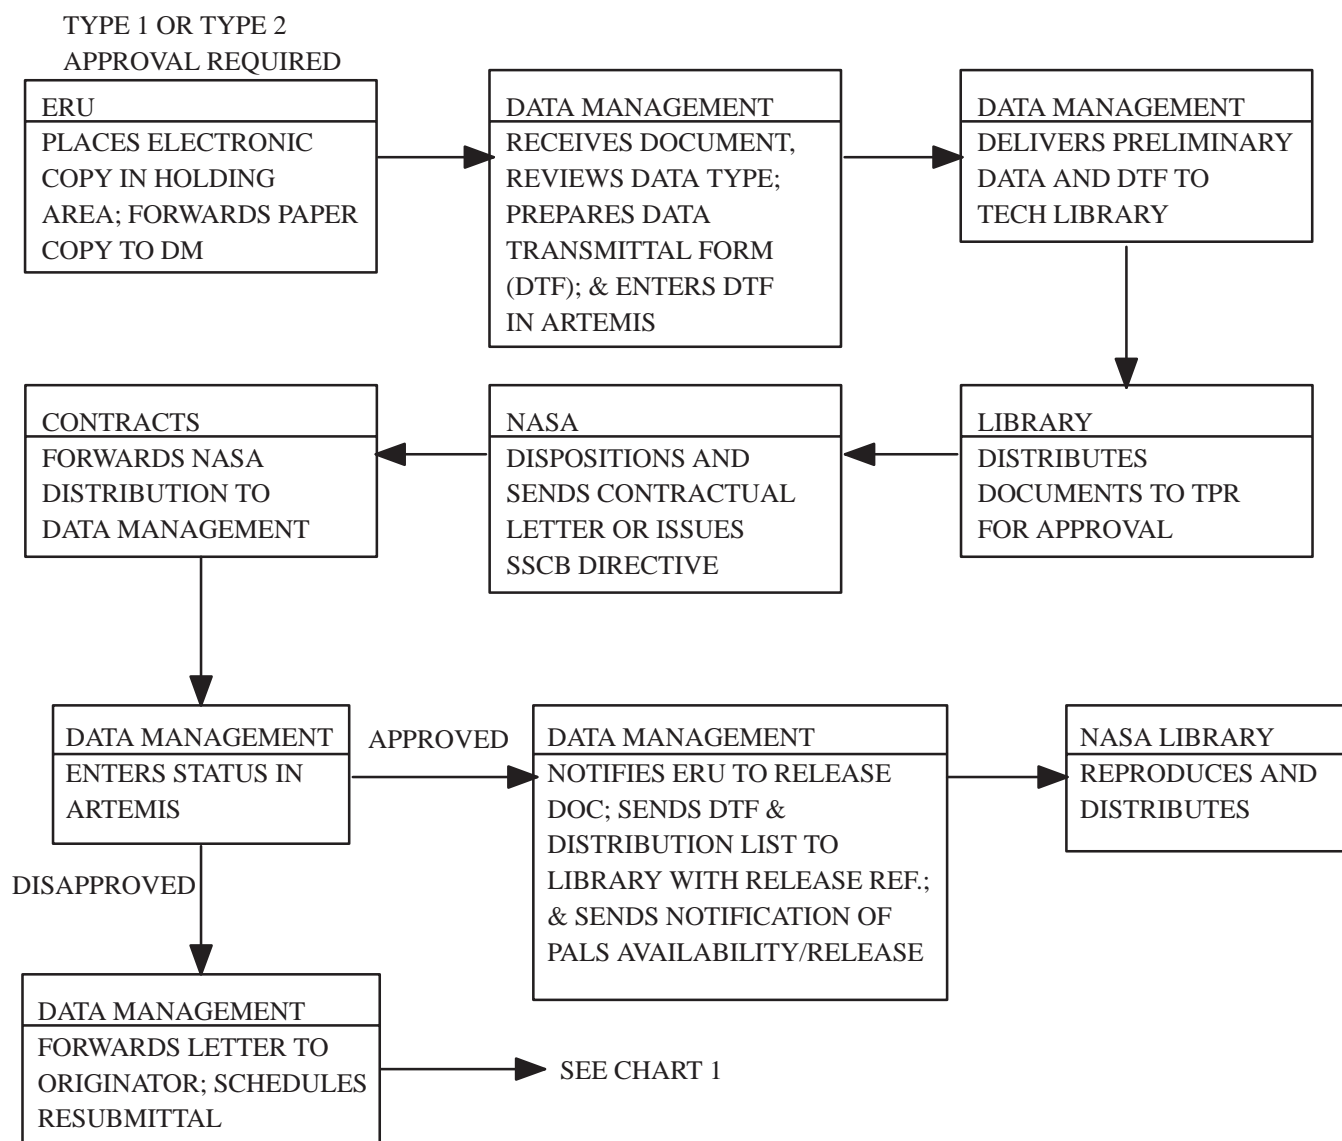 TYPE 1 OR TYPE 2
APPROVAL REQUIRED
ERU
PLACES ELECTRONIC
COPY IN HOLDING
AREA; FORWARDS PAPER
COPY TO DM
DATA MANAGEMENT
RECEIVES DOCUMENT,
REVIEWS DATA TYPE;
PREPARES DATA
TRANSMITTAL FORM
(DTF); & ENTERS DTF
IN ARTEMIS
DATA MANAGEMENT
DELIVERS PRELIMINARY
DATA AND DTF TO
TECH LIBRARY
LIBRARY
DISTRIBUTES
DOCUMENTS TO TPR
FOR APPROVAL
NASA
DISPOSITIONS AND
SENDS CONTRACTUAL
LETTER OR ISSUES
SSCB DIRECTIVE
CONTRACTS
FORWARDS NASA
DISTRIBUTION TO
DATA MANAGEMENT
DATA MANAGEMENT
ENTERS STATUS IN
ARTEMIS
APPROVED
DATA MANAGEMENT
NOTIFIES ERU TO RELEASE
DOC; SENDS DTF &
DISTRIBUTION LIST TO
LIBRARY WITH RELEASE REF.;
& SENDS NOTIFICATION OF
PALS AVAILABILITY/RELEASE
NASA LIBRARY
REPRODUCES AND
DISTRIBUTES
DISAPPROVED
DATA MANAGEMENT
FORWARDS LETTER TO
ORIGINATOR; SCHEDULES
RESUBMITTAL
SEE CHART 1